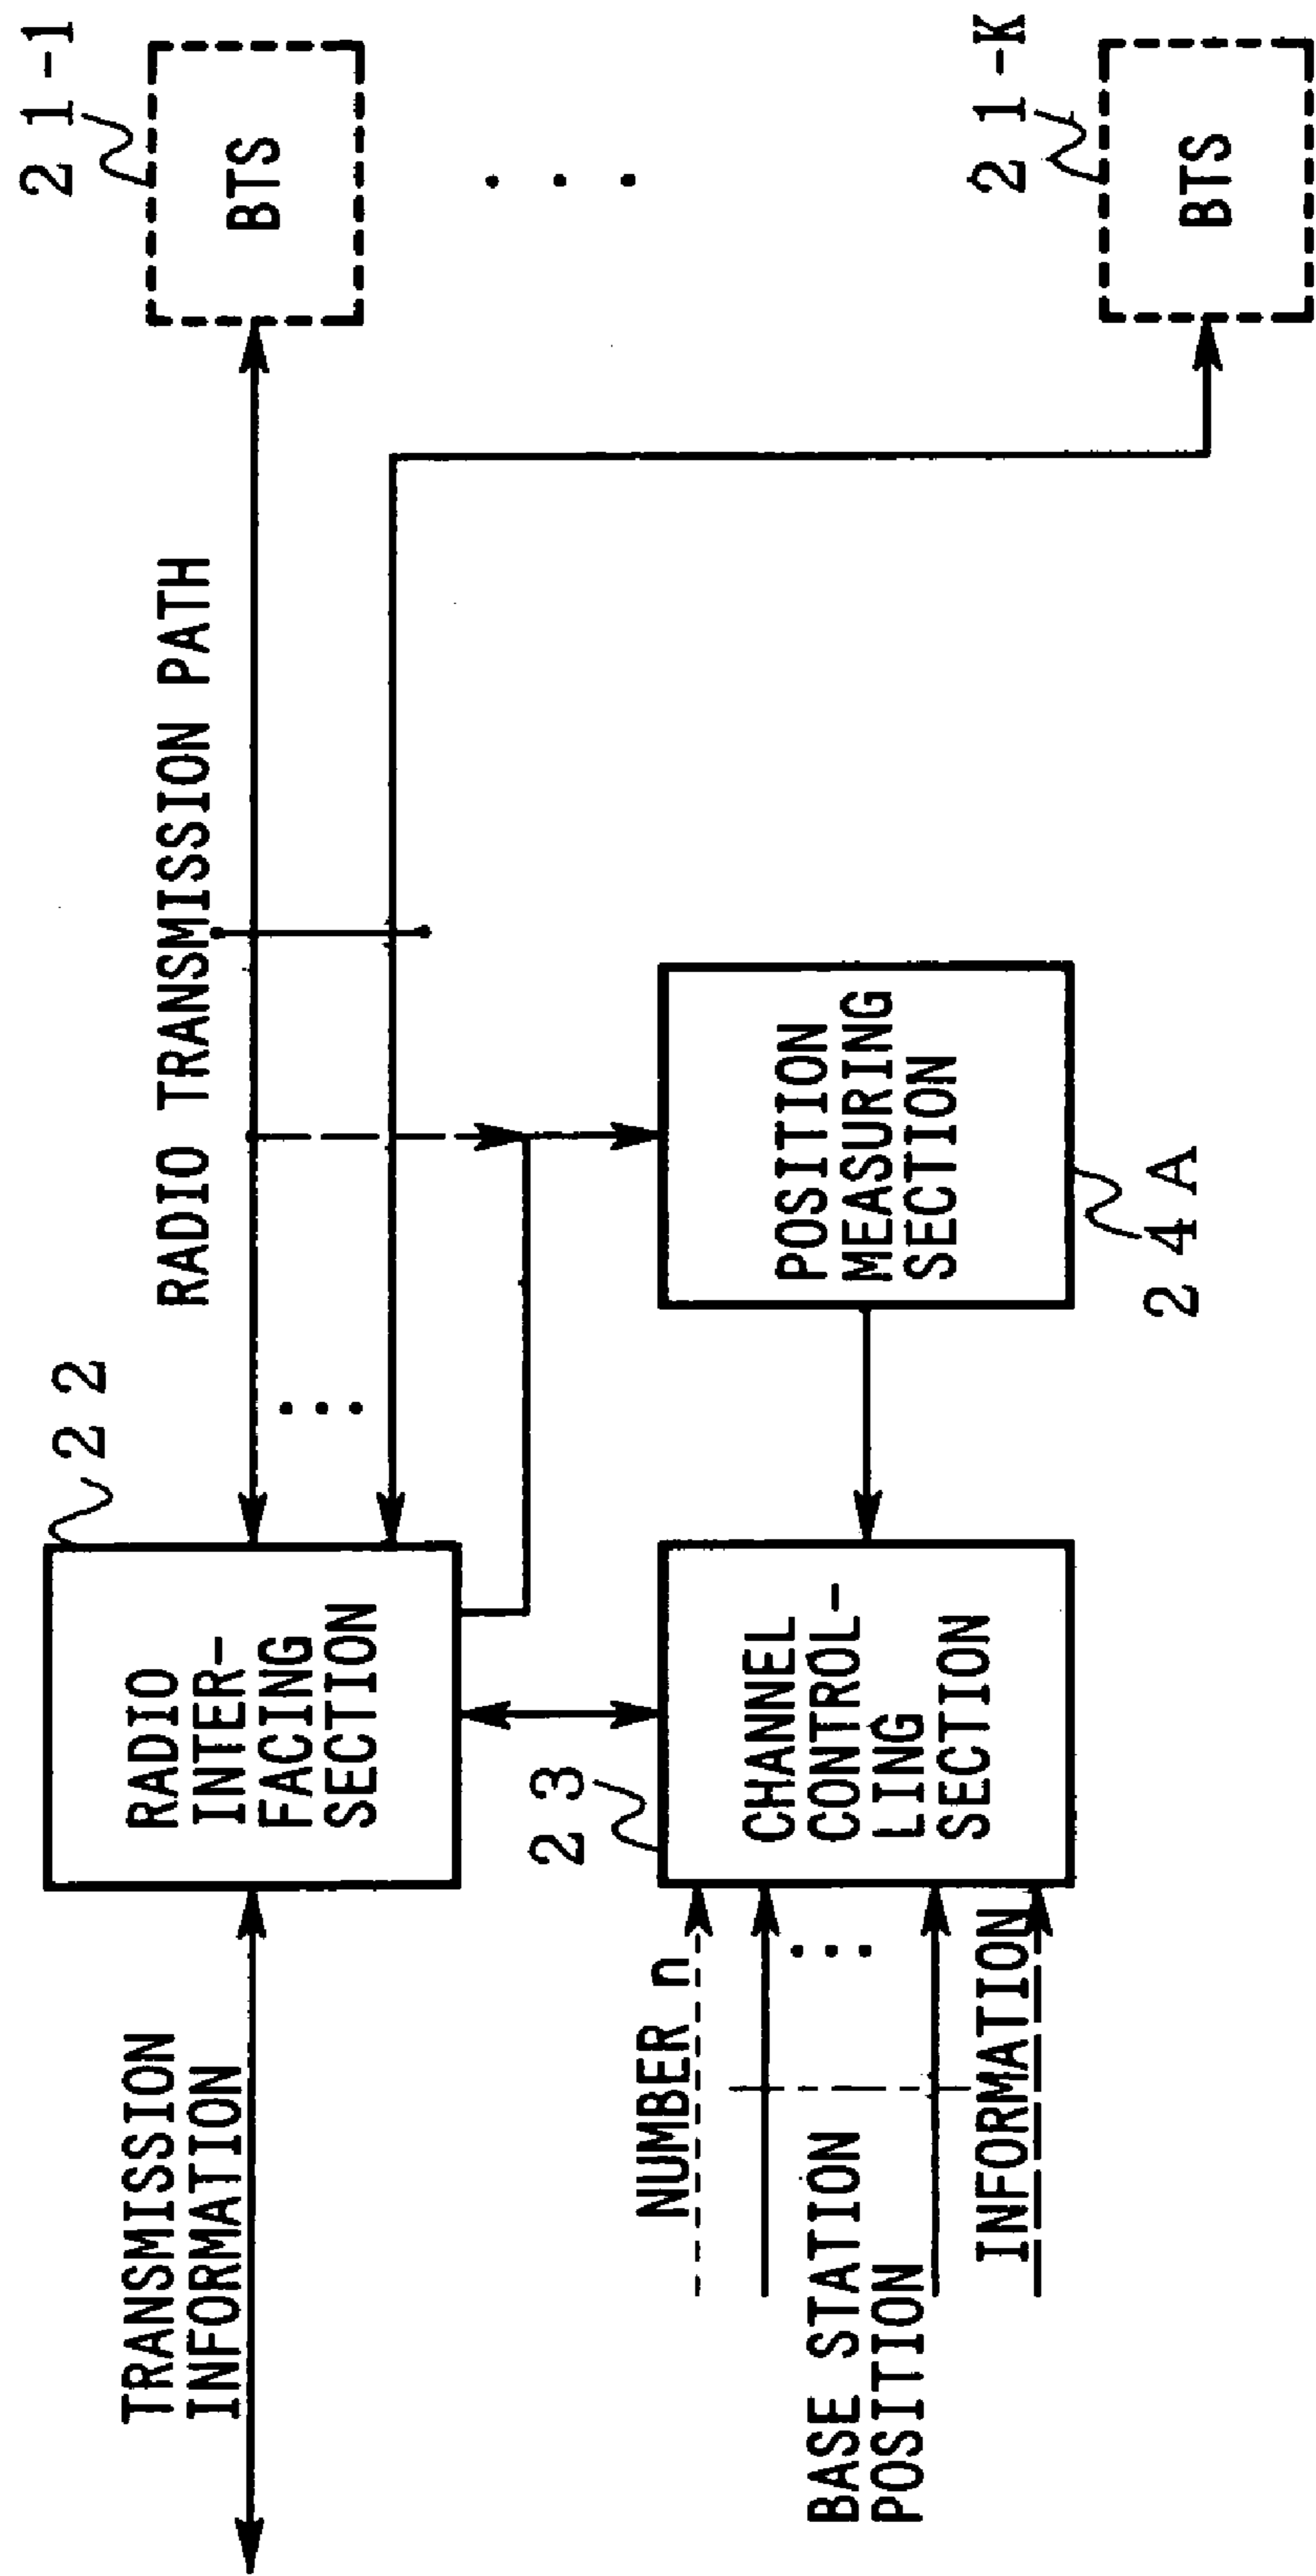 TRANSMISSION
INFORMATION
22
RADIO
INTER-
FACING
SECTION
RADIO TRANSMISSION PATH
21-1
BTS
NUMBER n
BASE STATION
POSITION
INFORMATION
23
CHANNEL
CONTROL-
LING
SECTION
POSITION
MEASURING
SECTION
24A
21-K
BTS